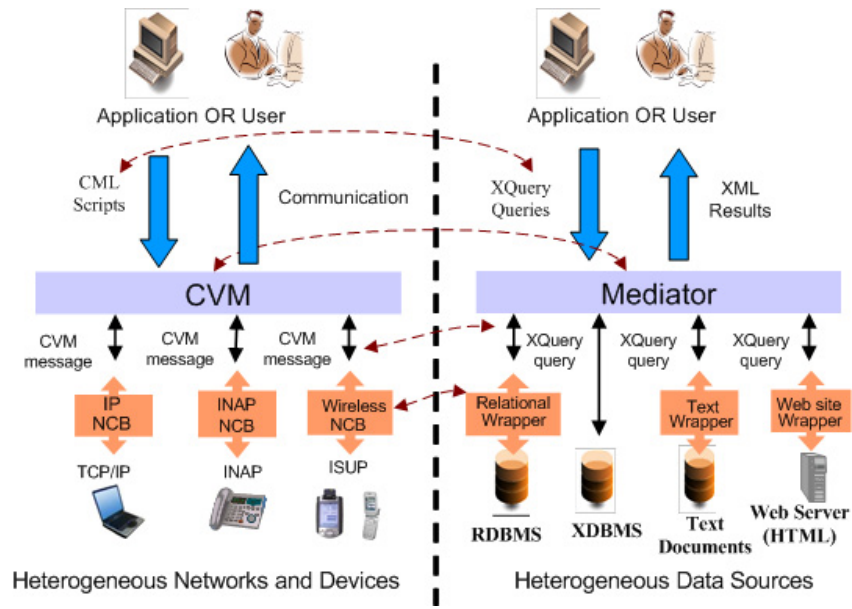 Application OR User
CML
Scripts
Communication
CVM
CVM
message
CVM
message
CVM
message
IP
NCB
INAP
NCB
Wireless
NCB
TCP/IP
INAP
ISUP
Heterogeneous Networks and Devices
Application OR User
XQuery
Queries
XML
Results
Mediator
XQuery
query
XQuery
query
XQuery
query
Relational
Wrapper
Text
Wrapper
Web site
Wrapper
RDBMS
XDBMS
Text
Documents
Web Server
(HTML)
Heterogeneous Data Sources